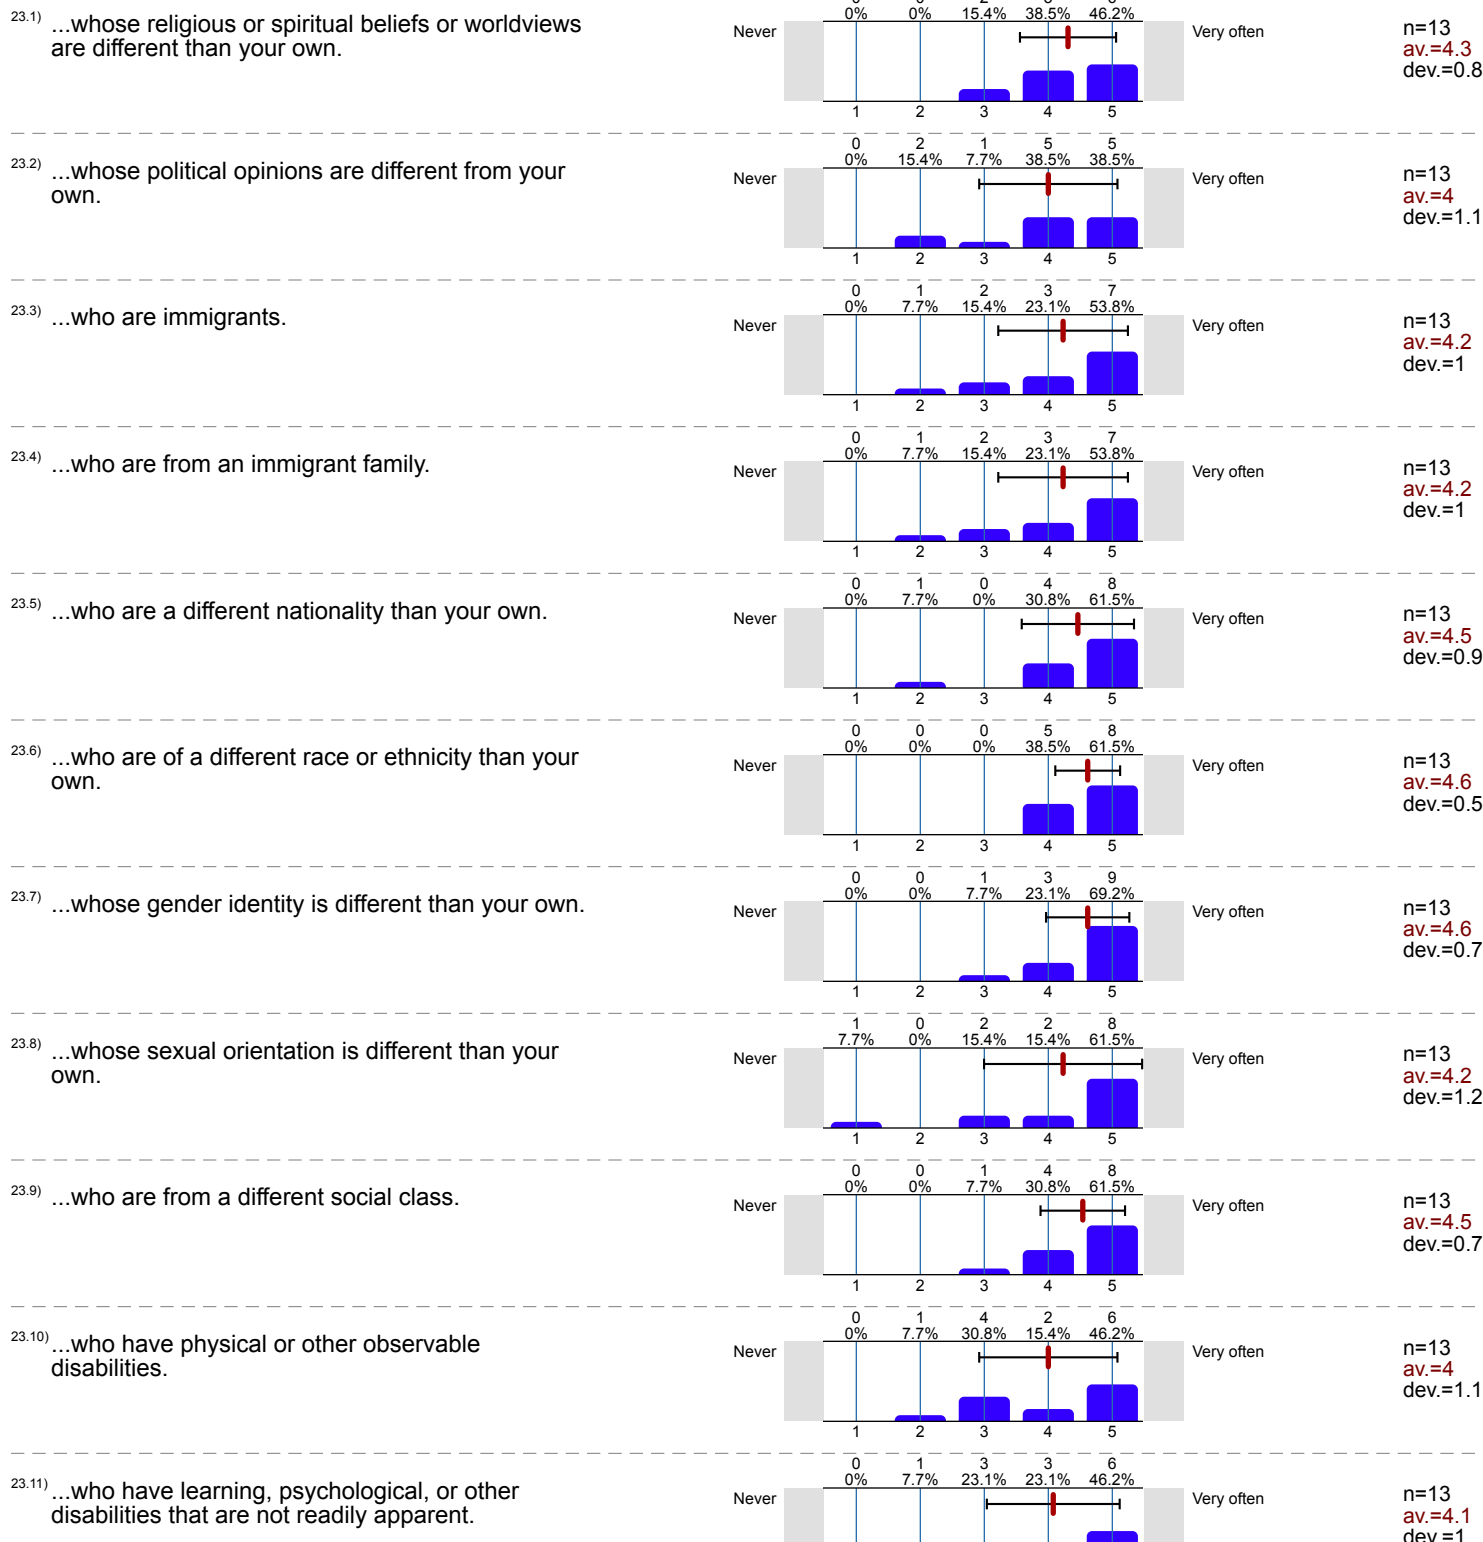 0% 0% 15.4% 38.5% 46.2%
23.1) ...whose religious or spiritual beliefs or worldviews
are different than your own.
Never Very often
n=13
av.=4.3
dev.=0.8
1 2 3 4 5
0 2 1 5 5
0% 15.4% 7.7% 38.5% 38.5%
23.2) ...whose political opinions are different from your
own.
Never Very often
n=13
av.=4
dev.=1.1
1 2 3 4 5
0 1 2 3 7
0% 7.7% 15.4% 23.1% 53.8%
23.3) ...who are immigrants.
Never Very often
n=13
av.=4.2
dev.=1
1 2 3 4 5
0 1 2 3 7
0% 7.7% 15.4% 23.1% 53.8%
23.4) ...who are from an immigrant family.
Never Very often
n=13
av.=4.2
dev.=1
1 2 3 4 5
0 1 0 4 8
0% 7.7% 0% 30.8% 61.5%
23.5) ...who are a different nationality than your own.
Never Very often
n=13
av.=4.5
dev.=0.9
1 2 3 4 5
0 0 0 5 8
0% 0% 0% 38.5% 61.5%
23.6) ...who are of a different race or ethnicity than your
own.
Never Very often
n=13
av.=4.6
dev.=0.5
1 2 3 4 5
0 0 1 3 9
0% 0% 7.7% 23.1% 69.2%
23.7) ...whose gender identity is different than your own.
Never Very often
n=13
av.=4.6
dev.=0.7
1 2 3 4 5
1 0 2 2 8
7.7% 0% 15.4% 15.4% 61.5%
23.8) ...whose sexual orientation is different than your
own.
Never Very often
n=13
av.=4.2
dev.=1.2
1 2 3 4 5
0 0 1 4 8
0% 0% 7.7% 30.8% 61.5%
23.9) ...who are from a different social class.
Never Very often
n=13
av.=4.5
dev.=0.7
1 2 3 4 5
0 1 4 2 6
0% 7.7% 30.8% 15.4% 46.2%
23.10) ...who have physical or other observable
disabilities.
Never Very often
n=13
av.=4
dev.=1.1
1 2 3 4 5
0 1 3 3 6
0% 7.7% 23.1% 23.1% 46.2%
23.11) ...who have learning, psychological, or other
disabilities that are not readily apparent.
Never Very often
n=13
av.=4.1
dev.=1